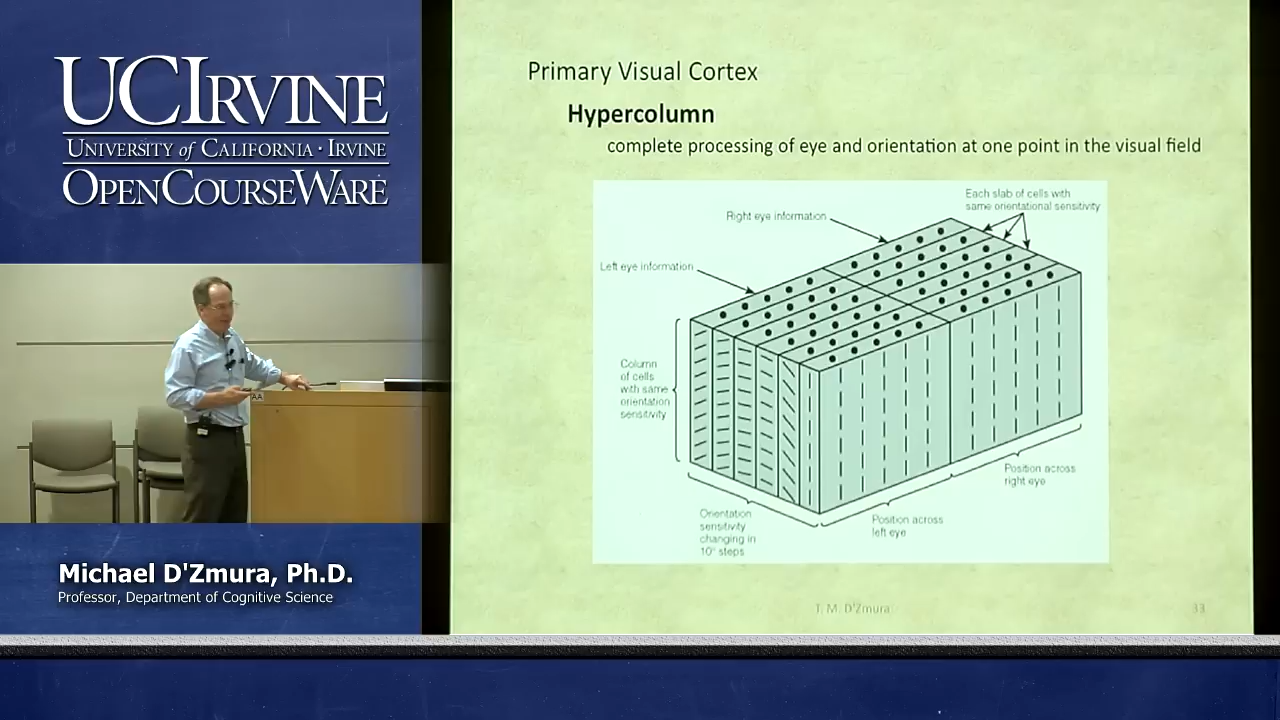 UCIRVINE
UNIVERSITY of CALIFORNIA · IRVINE
OPENCOURSEWARE
Michael D'Zmura, Ph.D.
Professor, Department of Cognitive Science
AA
Primary Visual Cortex
Hypercolumn
complete processing of eye and orientation at one point in the visual field
Each slab of cells with
same orientational sensitivity
Right eye information
Left eye information
Column
of cells
with same
orientation
sensitivity
Orientation
sensitivity
changing in
10° steps
Position across
left eye
Position across
right eye
T. M. D'Zmura
33